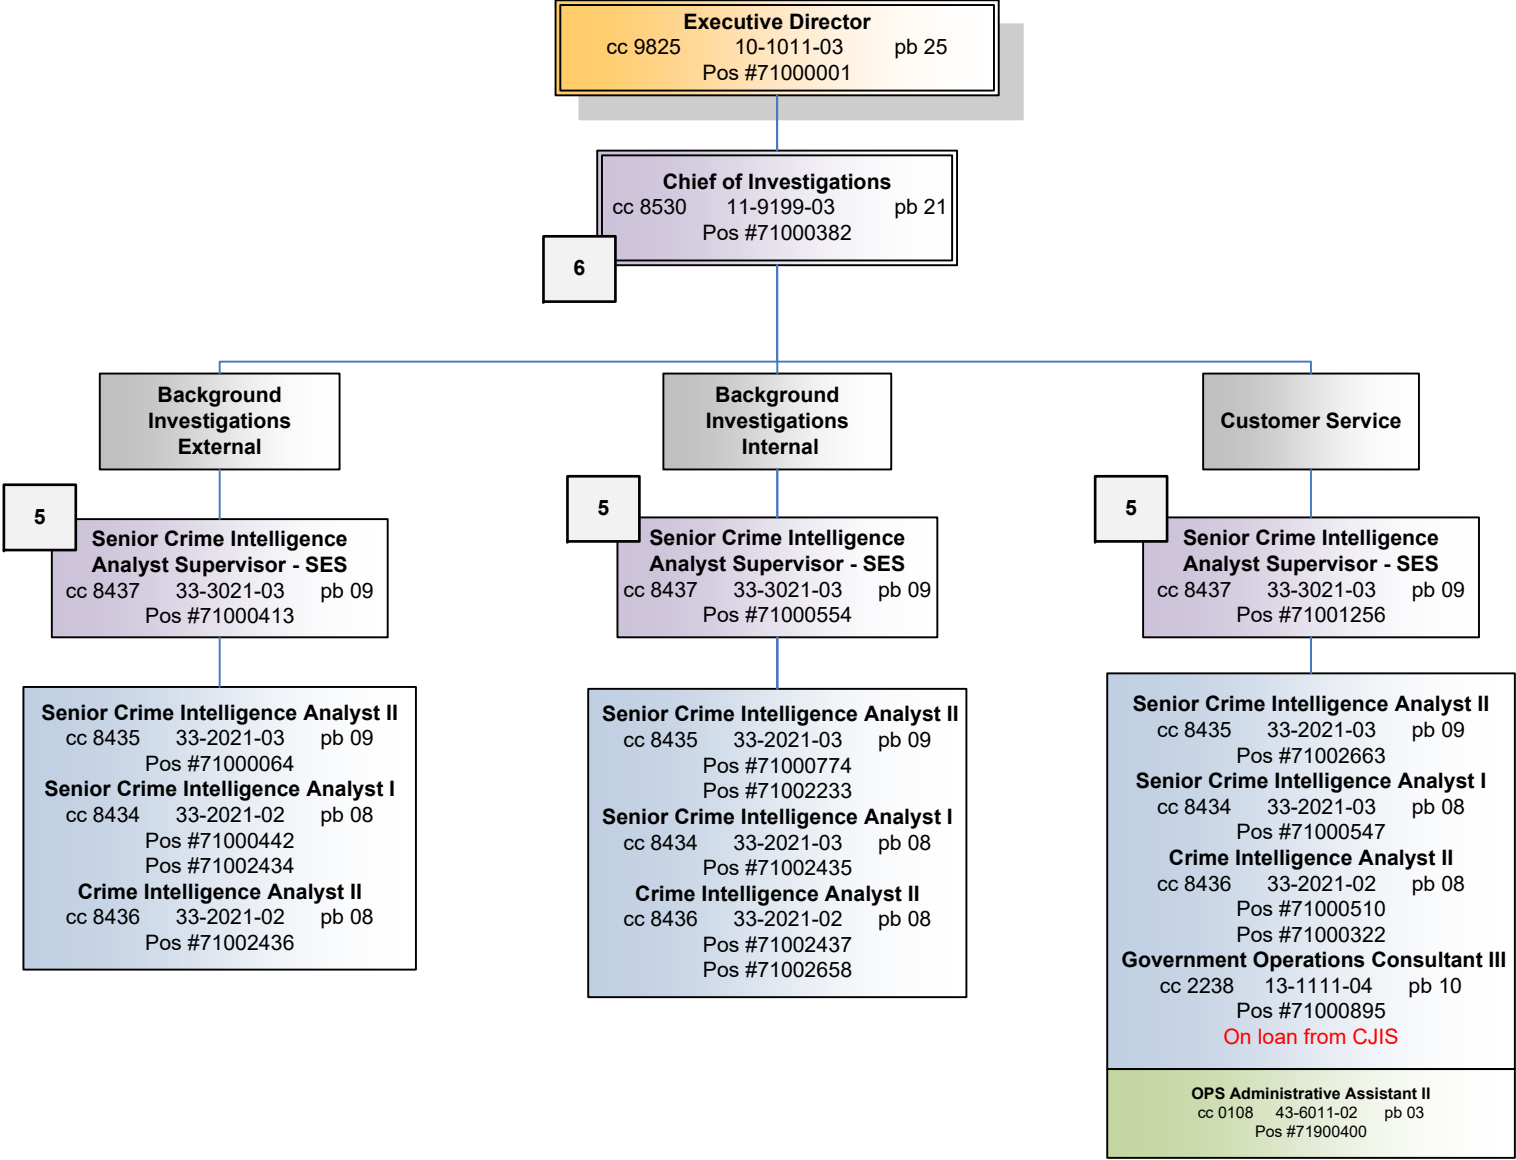 Executive Director
cc 9825 10-1011-03 pb 25
Pos #71000001
Chief of Investigations
cc 8530 11-9199-03 pb 21
Pos #71000382
6
Background
Investigations
External
5
Senior Crime Intelligence
Analyst Supervisor - SES
cc 8437 33-3021-03 pb 09
Pos #71000413
Senior Crime Intelligence Analyst II
cc 8435 33-2021-03 pb 09
Pos #71000064
Senior Crime Intelligence Analyst I
cc 8434 33-2021-02 pb 08
Pos #71000442
Pos #71002434
Crime Intelligence Analyst II
cc 8436 33-2021-02 pb 08
Pos #71002436
Background
Investigations
Internal
5
Senior Crime Intelligence
Analyst Supervisor - SES
cc 8437 33-3021-03 pb 09
Pos #71000554
Senior Crime Intelligence Analyst II
cc 8435 33-2021-03 pb 09
Pos #71000774
Pos #71002233
Senior Crime Intelligence Analyst I
cc 8434 33-2021-03 pb 08
Pos #71002435
Crime Intelligence Analyst II
cc 8436 33-2021-02 pb 08
Pos #71002437
Pos #71002658
Customer Service
5
Senior Crime Intelligence
Analyst Supervisor - SES
cc 8437 33-3021-03 pb 09
Pos #71001256
Senior Crime Intelligence Analyst II
cc 8435 33-2021-03 pb 09
Pos #71002663
Senior Crime Intelligence Analyst I
cc 8434 33-2021-03 pb 08
Pos #71000547
Crime Intelligence Analyst II
cc 8436 33-2021-02 pb 08
Pos #71000510
Pos #71000322
Government Operations Consultant III
cc 2238 13-1111-04 pb 10
Pos #71000895
On loan from CJIS
OPS Administrative Assistant II
cc 0108 43-6011-02 pb 03
Pos #71900400